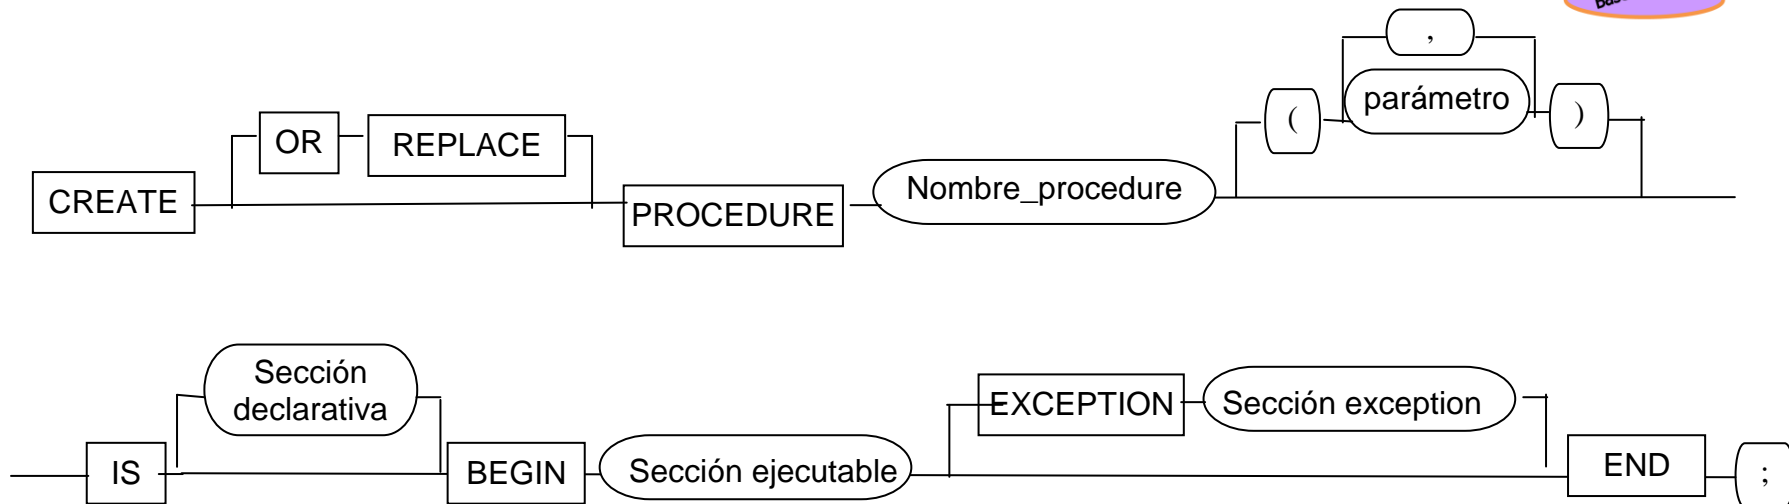 ,
( parámetro )
OR REPLACE
CREATE PROCEDURE Nombre_procedure
Sección
declarativa
EXCEPTION Sección exception
IS BEGIN Sección ejecutable END ;